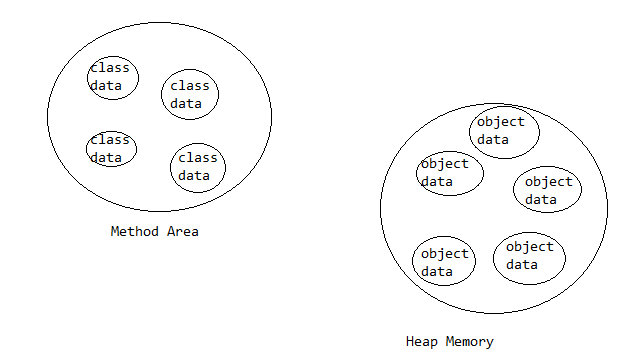 class
data
class
data
class
data
class
data
Method Area
object
data
object
data
object
data
object
data
object
data
Heap Memory